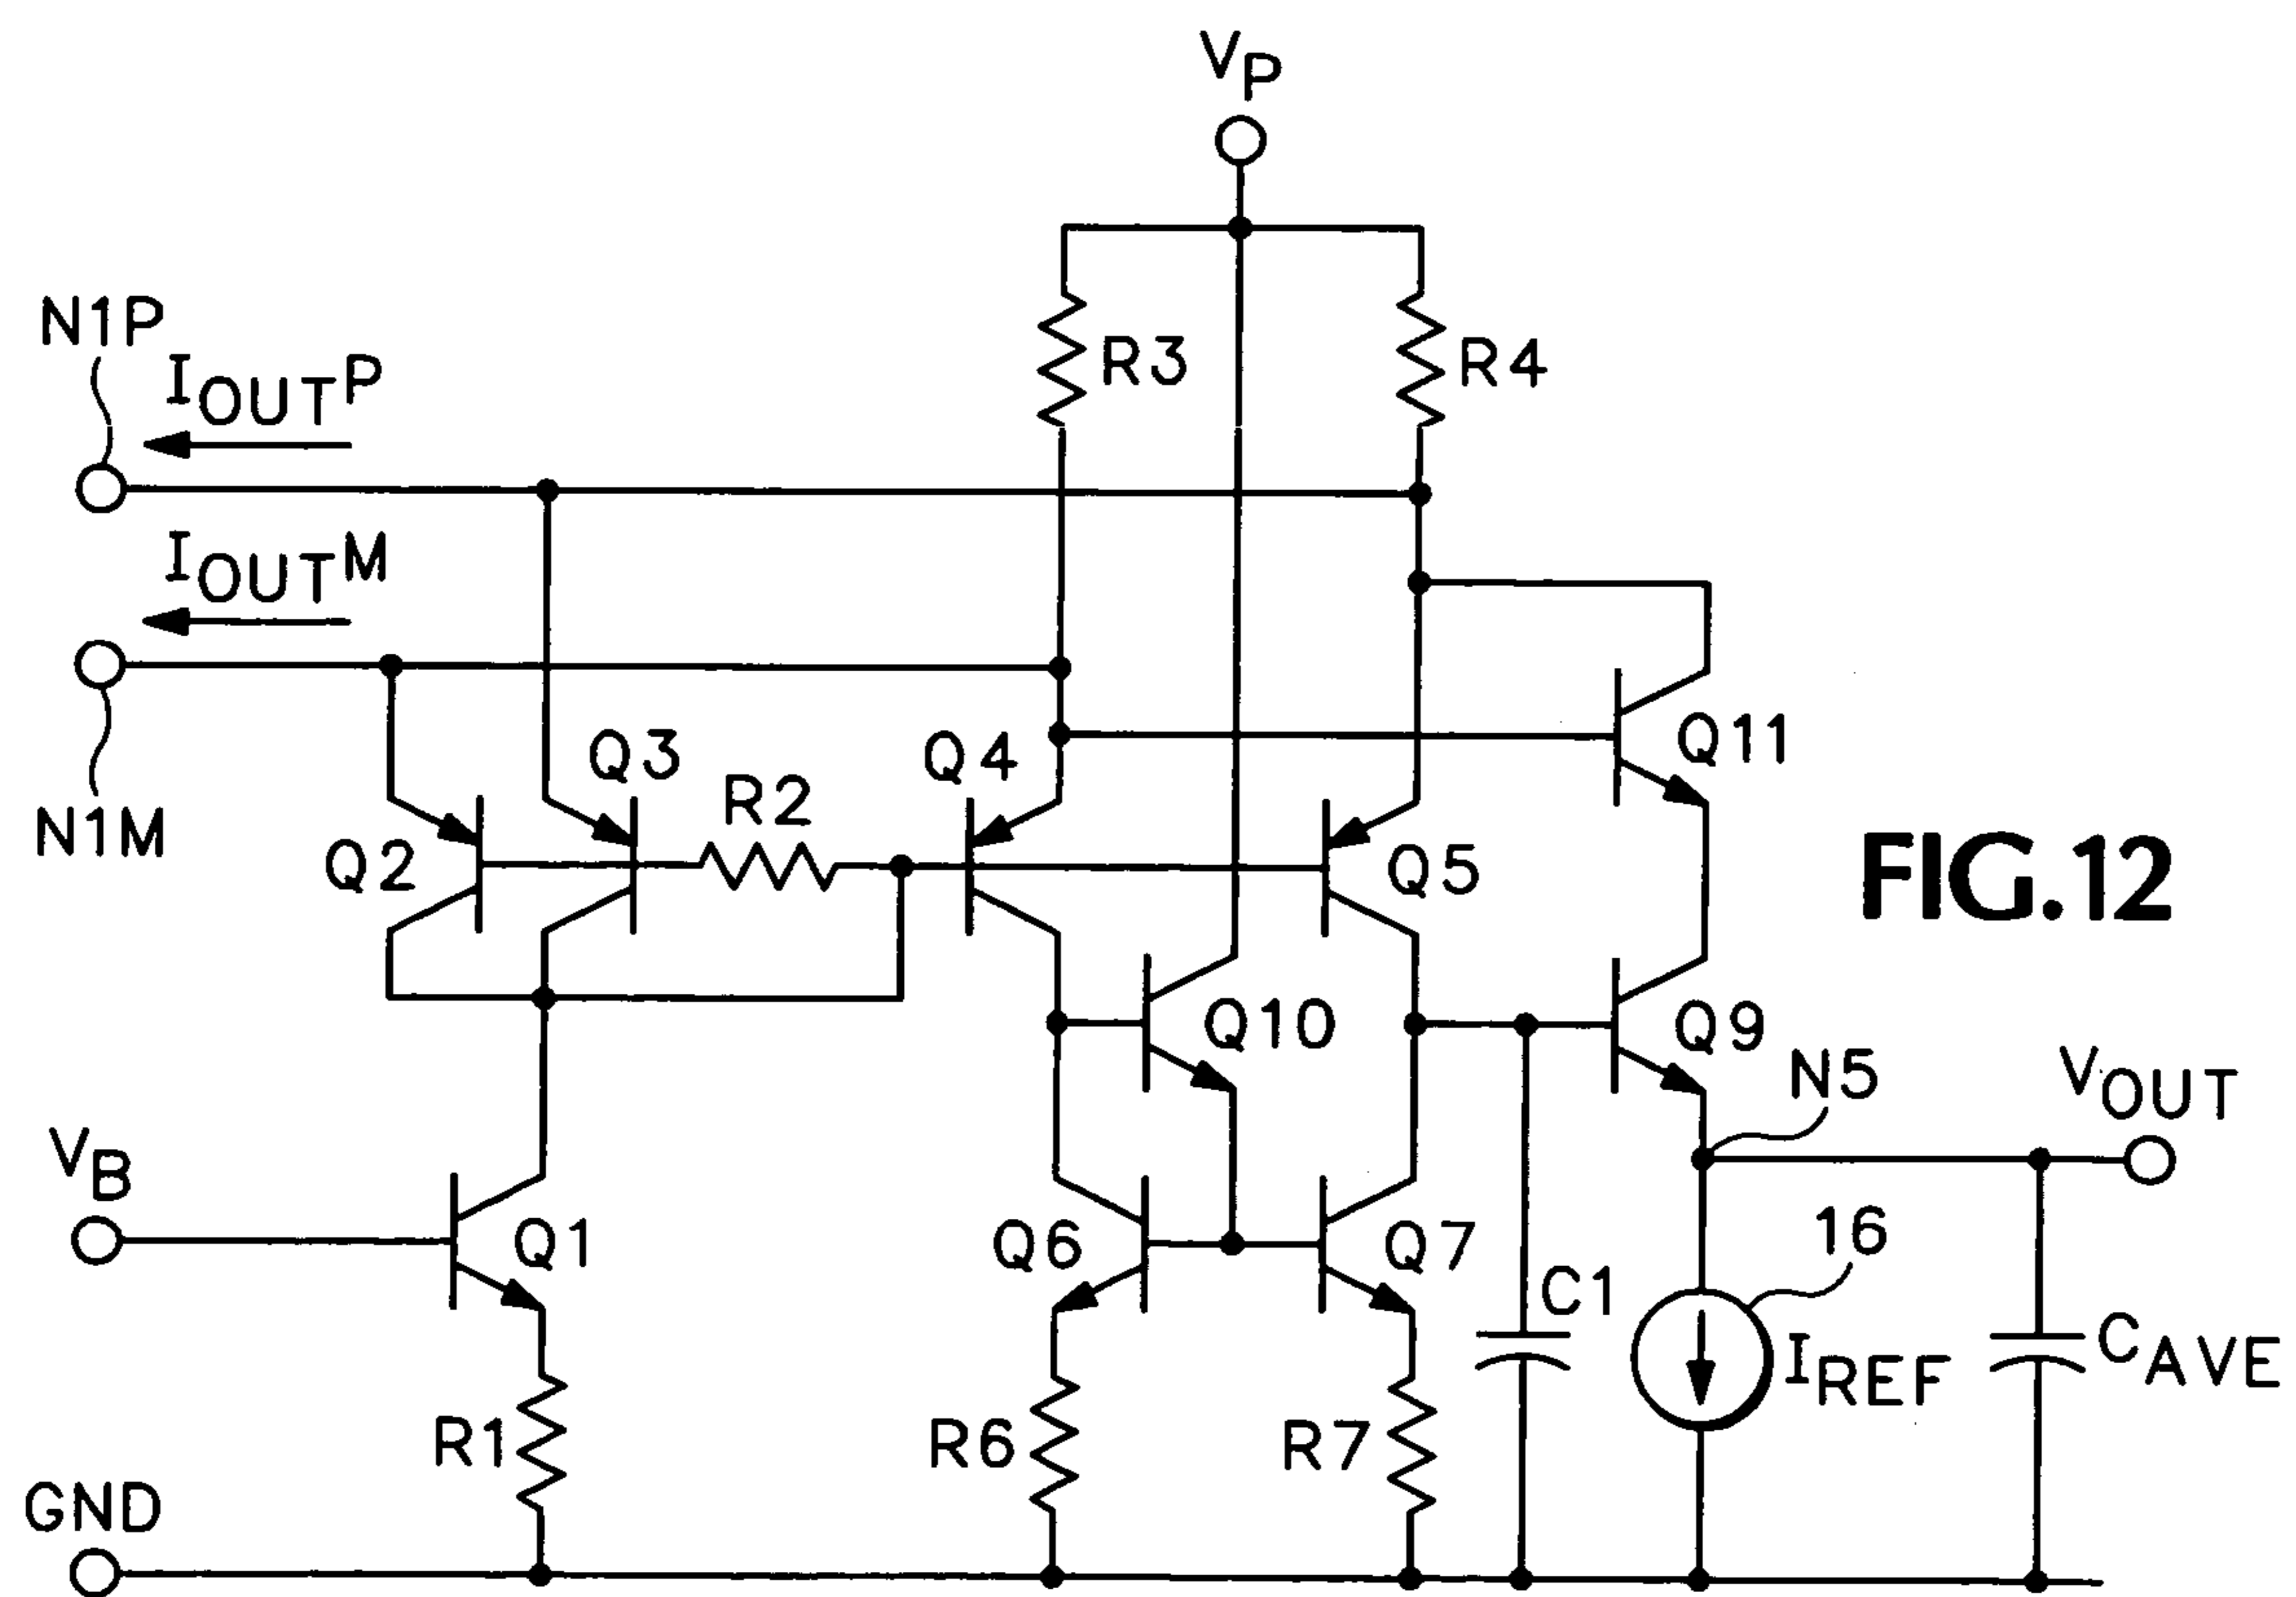 VP
N1P
IOUTP
R3
R4
IOUTM
N1M
Q3
Q4
Q11
R2
Q2
Q5
FIG.12
Q10
Q9
N5
VOUT
VB
Q1
Q6
Q7
16
C1
IREF
CAVE
R1
R6
R7
GND